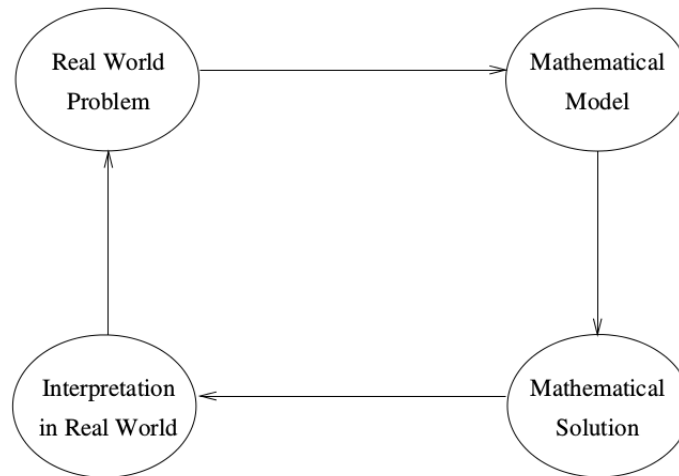 Real World
Problem
Mathematical
Model
Interpretation
in Real World
Mathematical
Solution